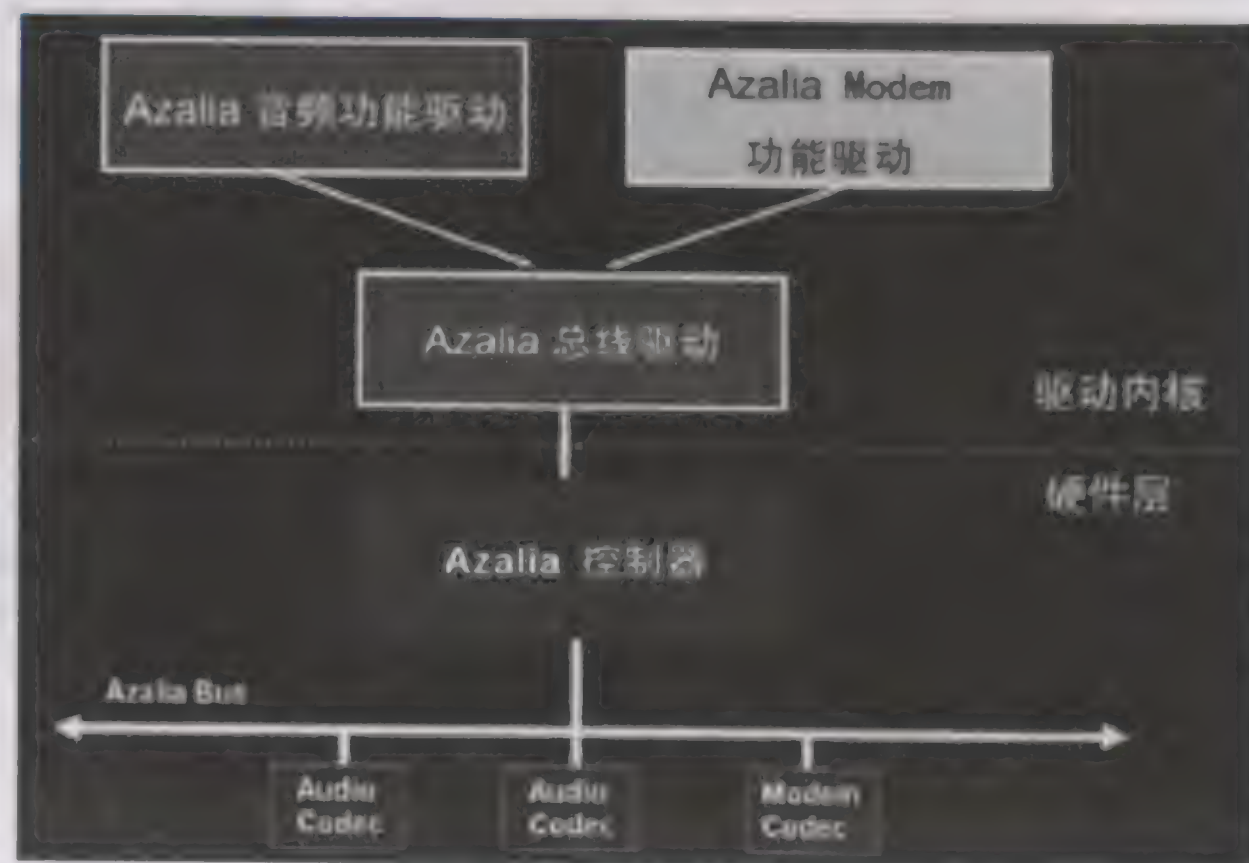 Azalia 音频功能驱动
Azalia Modem
功能驱动
Azalia 总线驱动
驱动内核
硬件层
Azalia 控制器
Azalia Bus
Audio
Codec
Audio
Codec
Modem
Codec